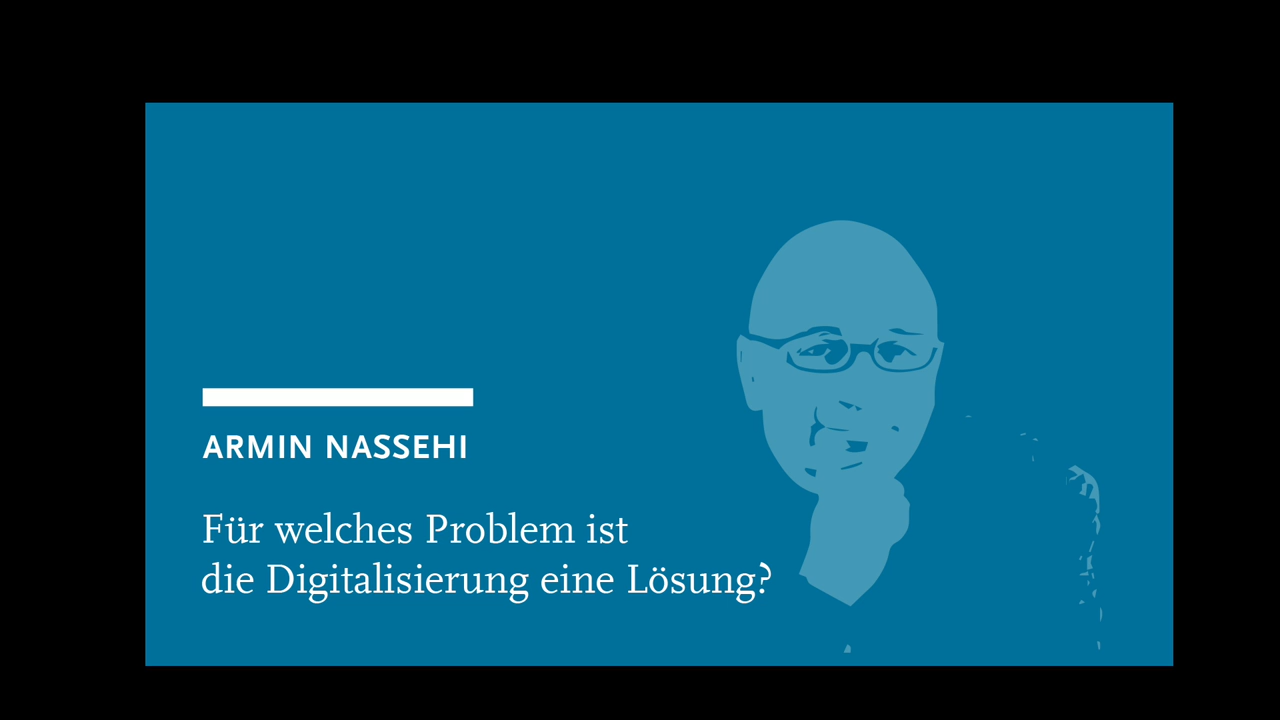 ARMIN NASSEHI
Für welches Problem ist
die Digitalisierung eine Lösung?